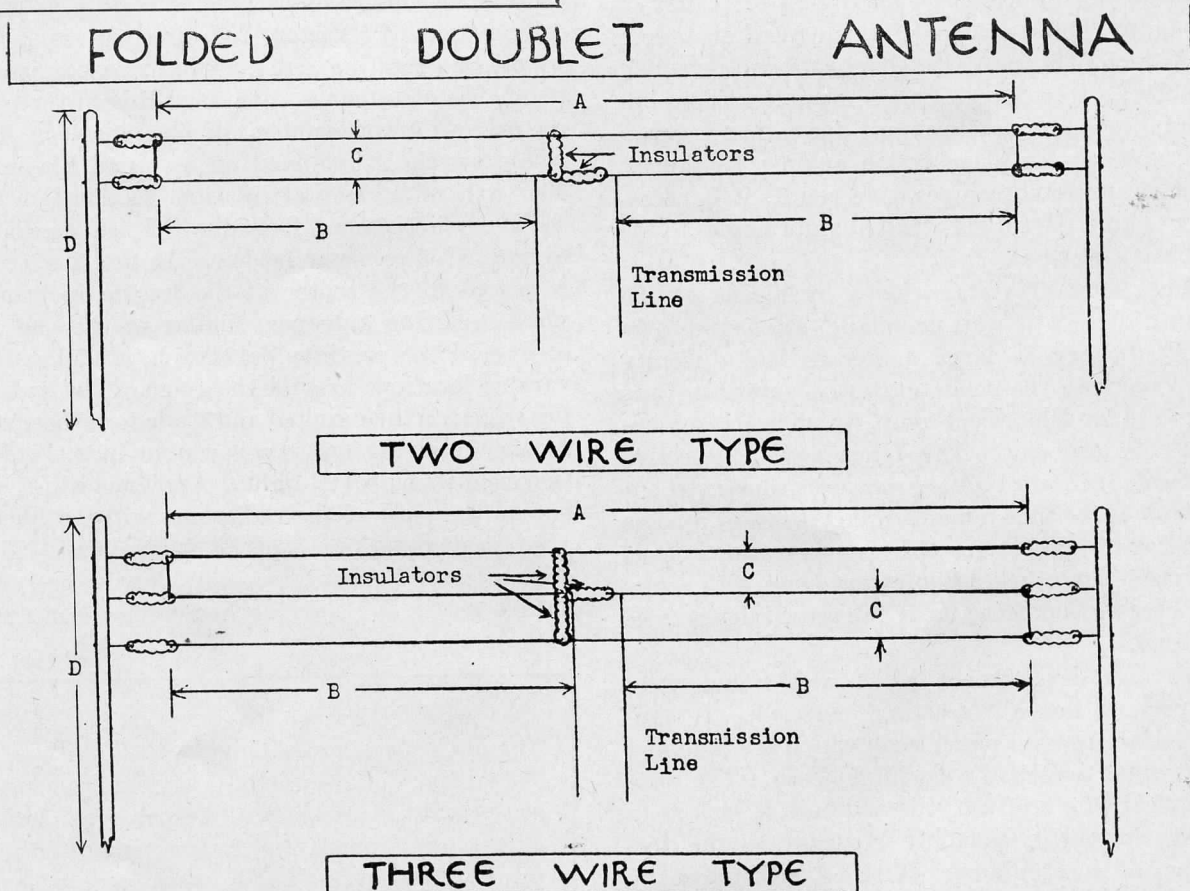 FOLDED DOUBLET ANTENNA
A
C
Insulators
D
B
B
Transmission
Line
TWO WIRE TYPE
A
Insulators
C
C
D
B
B
Transmission
Line
THREE WIRE TYPE